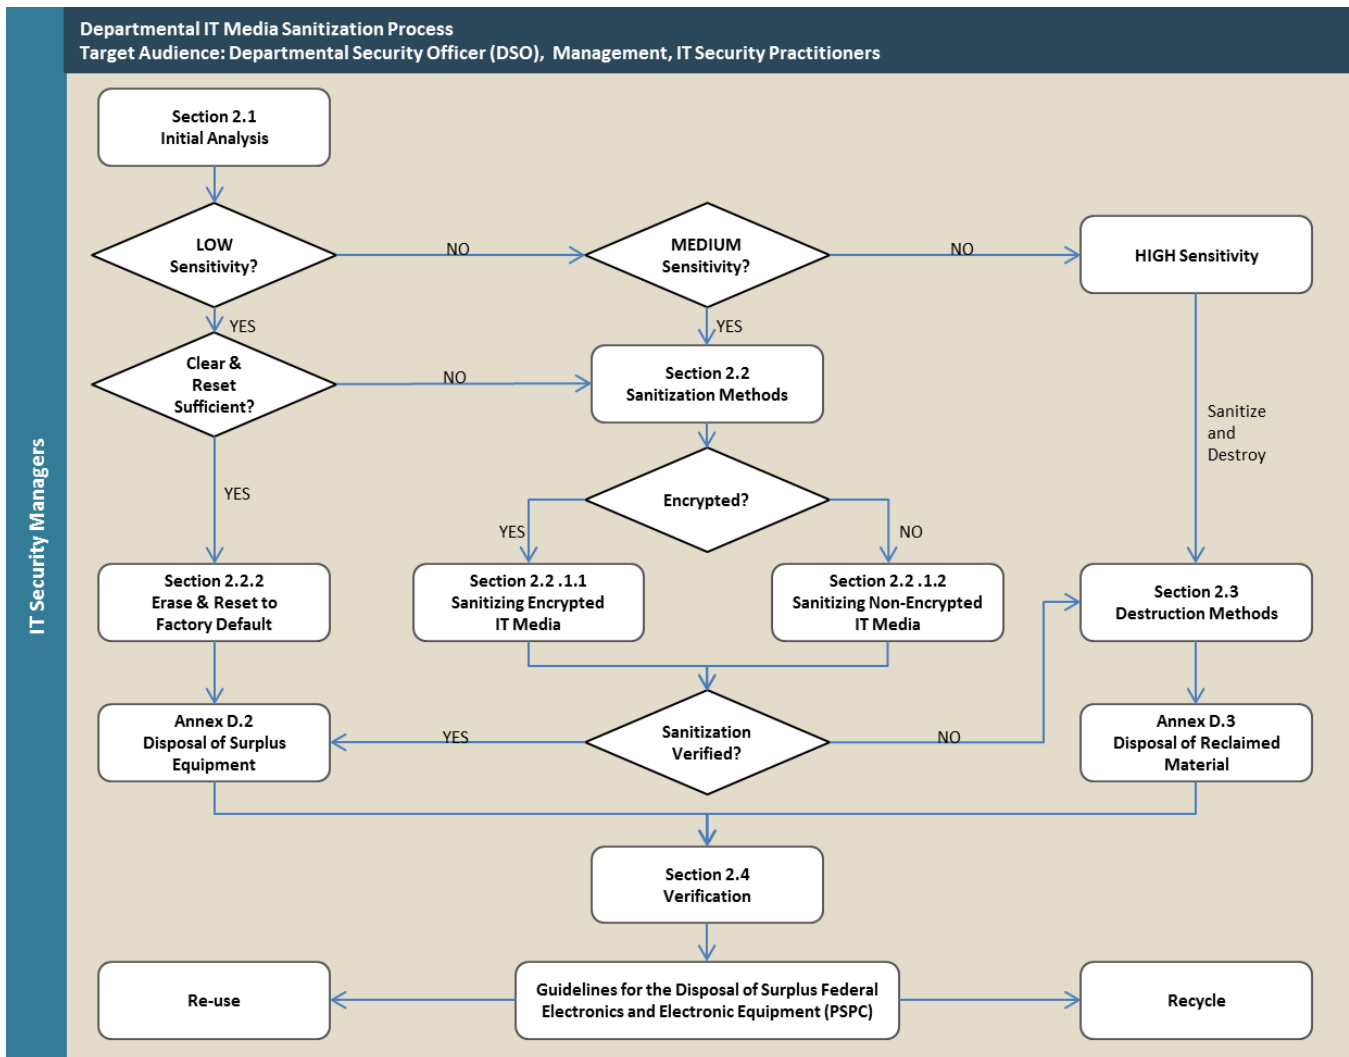 Departmental IT Media Sanitization Process
Target Audience: Departmental Security Officer (DSO),  Management, IT Security Practitioners
IT Security Managers
Section 2.1
Initial Analysis
LOW
Sensitivity?
NO
MEDIUM
Sensitivity?
NO
HIGH Sensitivity
YES
YES
Clear &
Reset
Sufficient?
NO
Section 2.2
Sanitization Methods
Sanitize
and
Destroy
YES
Encrypted?
YES
NO
Section 2.2.2
Erase & Reset to
Factory Default
Section 2.2 .1.1
Sanitizing Encrypted
IT Media
Section 2.2 .1.2
Sanitizing Non-Encrypted
IT Media
Section 2.3
Destruction Methods
Annex D.2
Disposal of Surplus
Equipment
YES
Sanitization
Verified?
NO
Annex D.3
Disposal of Reclaimed
Material
Section 2.4
Verification
Re-use
Guidelines for the Disposal of Surplus Federal
Electronics and Electronic Equipment (PSPC)
Recycle